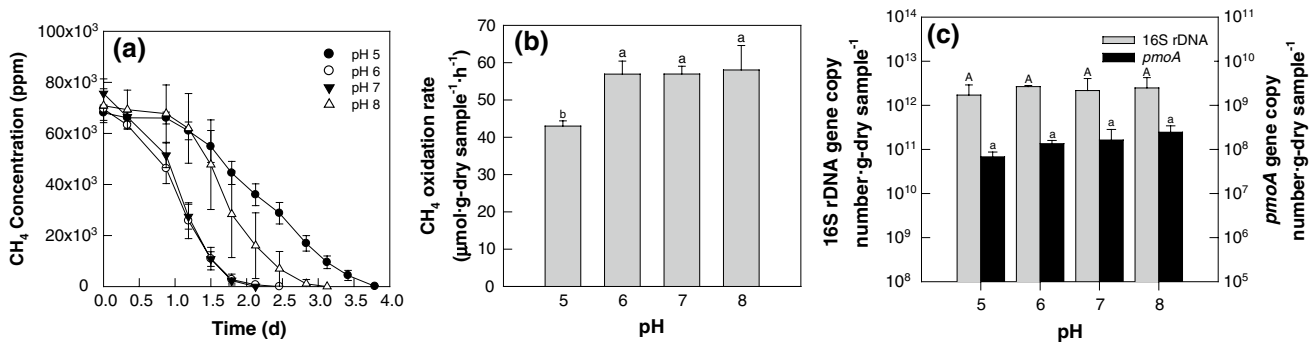 (a)
CH₄ Concentration (ppm)
100x10³
80x10³
60x10³
40x10³
20x10³
0
0.0 0.5 1.0 1.5 2.0 2.5 3.0 3.5 4.0
Time (d)
pH 5
pH 6
pH 7
pH 8
(b)
CH₄ oxidation rate
(μmol·g-dry sample⁻¹·h⁻¹)
70
60
50
40
30
20
10
0
b a a a
5 6 7 8
pH
(c)
16S rDNA gene copy
number·g-dry sample⁻¹
10¹⁴
10¹³
10¹²
10¹¹
10¹⁰
10⁹
10⁸
16S rDNA
pmoA
A A A A
a a a a
5 6 7 8
pH
10¹¹
10¹⁰
10⁹
10⁸
10⁷
10⁶
10⁵
pmoA gene copy
number·g-dry sample⁻¹